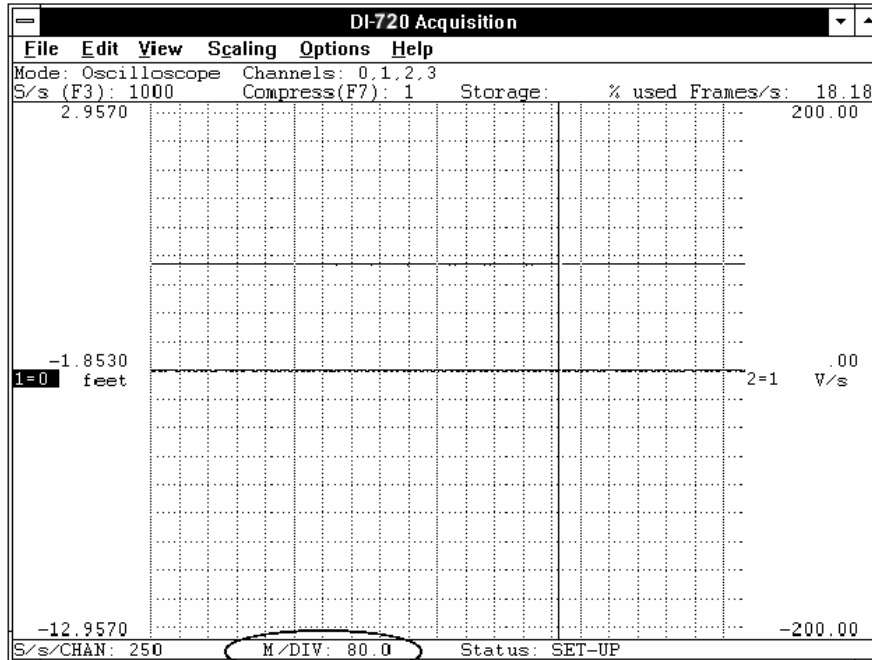 DI-720 Acquisition
File Edit View Scaling Options Help
Mode: Oscilloscope Channels: 0,1,2,3
S/s (F3): 1000 Compress(F7): 1 Storage: % used Frames/s: 18.18
2.9570 200.00
-1.8530 .00
1=0 feet 2=1 V/s
-12.9570 -200.00
S/s/CHAN: 250 M/DIV: 80.0 Status: SET-UP